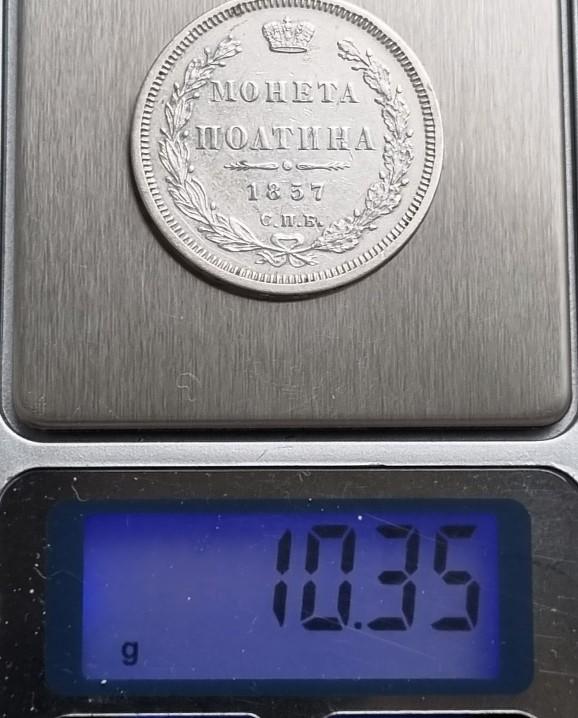 МОНЕТА
ПОЛТИНА
1857
С.П.Б.
10.35
g